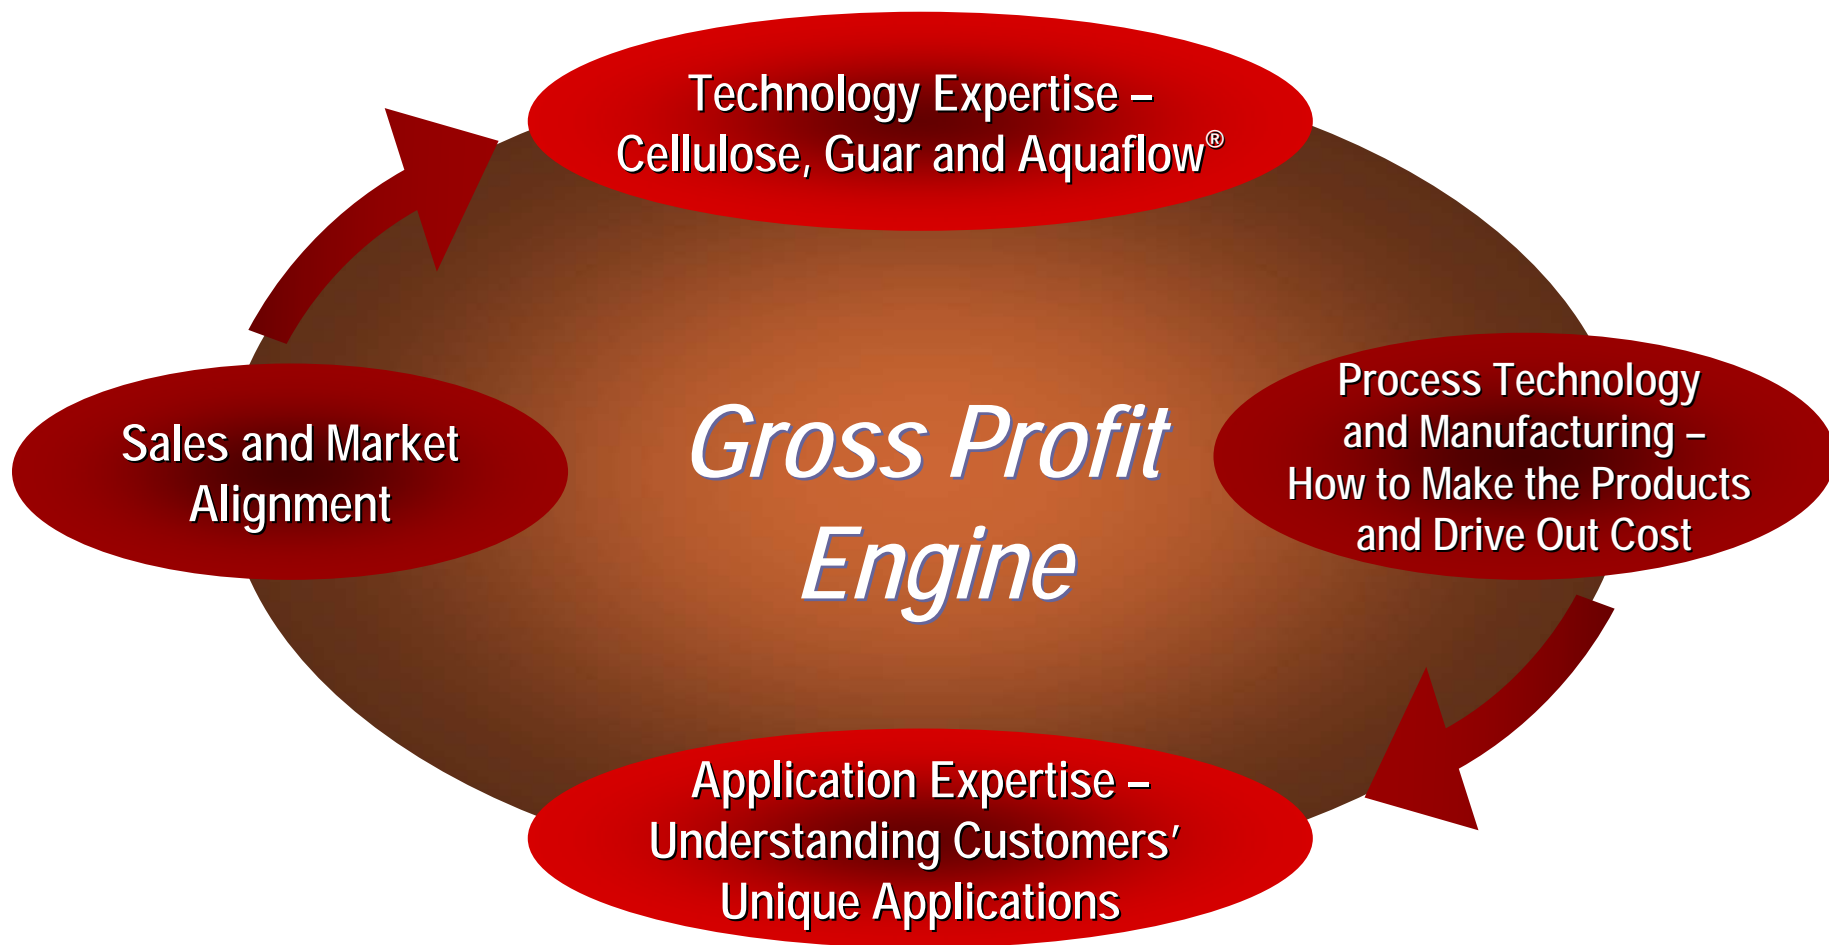 Technology Expertise –
Cellulose, Guar and Aquaflow®
Sales and Market
Alignment
Gross Profit
Engine
Process Technology
and Manufacturing –
How to Make the Products
and Drive Out Cost
Application Expertise –
Understanding Customers’
Unique Applications